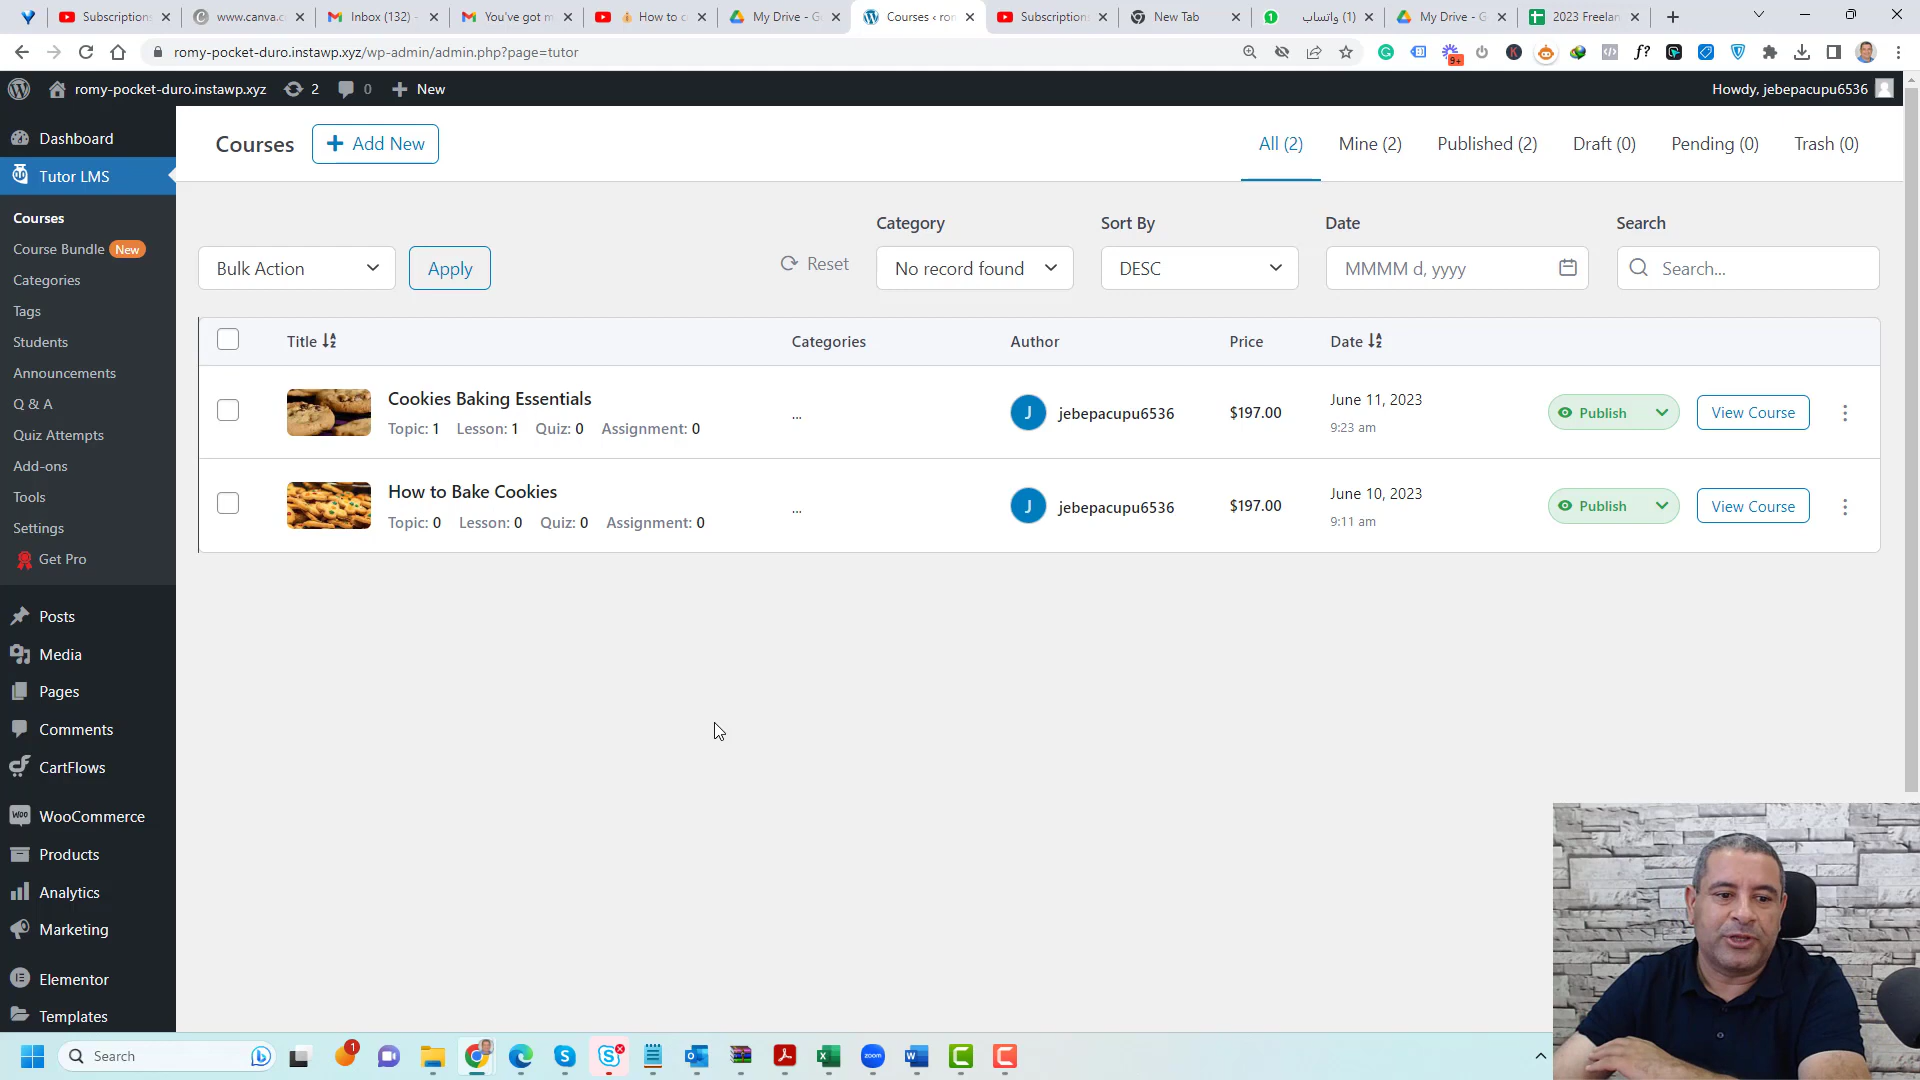 Subscriptions
www.canva.c
Inbox (132) -
You've got m
How to c
My Drive - G
Courses ‹ ron
Subscriptions
New Tab
(1) واتساب
My Drive - G
2023 Freelan
romy-pocket-duro.instawp.xyz/wp-admin/admin.php?page=tutor
romy-pocket-duro.instawp.xyz 2 0 + New
Howdy, jebepacupu6536
Dashboard
Tutor LMS
Courses
Course Bundle New
Categories
Tags
Students
Announcements
Q & A
Quiz Attempts
Add-ons
Tools
Settings
Get Pro
Posts
Media
Pages
Comments
CartFlows
WooCommerce
Products
Analytics
Marketing
Elementor
Templates
Courses + Add New
All (2) Mine (2) Published (2) Draft (0) Pending (0) Trash (0)
Category Sort By Date Search
Bulk Action Apply Reset No record found DESC MMMM d, yyyy Search...
Title Categories Author Price Date
Cookies Baking Essentials
Topic: 1 Lesson: 1 Quiz: 0 Assignment: 0
...
J jebepacupu6536 $197.00
June 11, 2023
9:23 am
Publish View Course
How to Bake Cookies
Topic: 0 Lesson: 0 Quiz: 0 Assignment: 0
...
J jebepacupu6536 $197.00
June 10, 2023
9:11 am
Publish View Course
Search